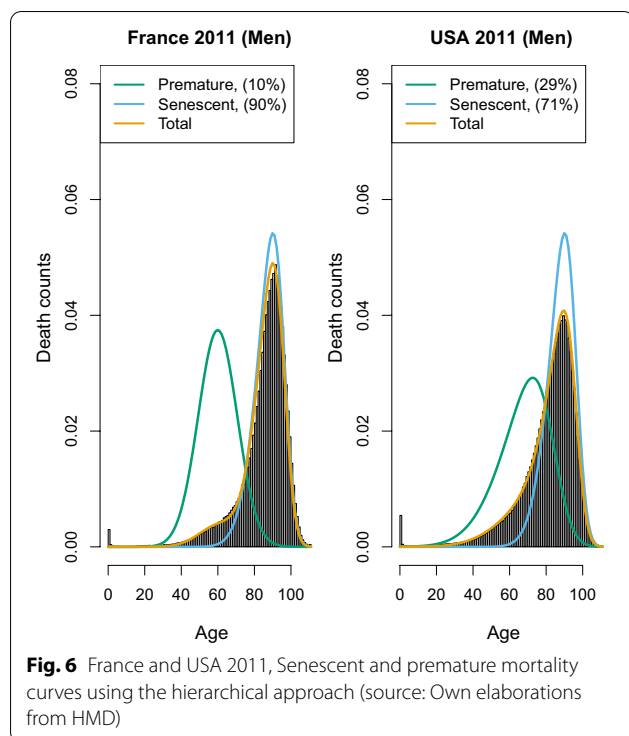 France 2011 (Men)
Premature, (10%)
Senescent, (90%)
Total
Death counts
0.00
0.02
0.04
0.06
0.08
0
20
40
60
80
100
Age
USA 2011 (Men)
Premature, (29%)
Senescent, (71%)
Total
Death counts
0.00
0.02
0.04
0.06
0.08
0
20
40
60
80
100
Age
Fig. 6 France and USA 2011, Senescent and premature mortality
curves using the hierarchical approach (source: Own elaborations
from HMD)